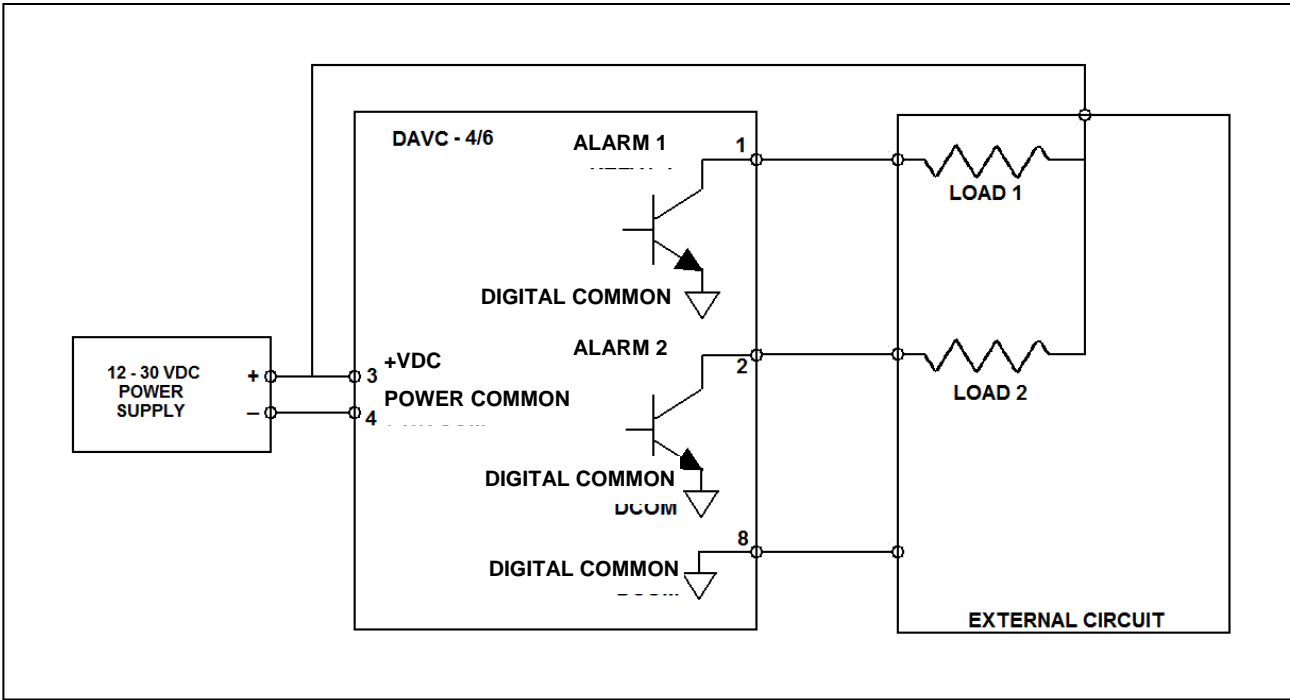 DAVC - 4/6
ALARM 1
1
LOAD 1
DIGITAL COMMON
12 - 30 VDC
POWER
SUPPLY
+
–
3
+VDC
4
POWER COMMON
ALARM 2
2
LOAD 2
DIGITAL COMMON
DCOM
8
DIGITAL COMMON
EXTERNAL CIRCUIT